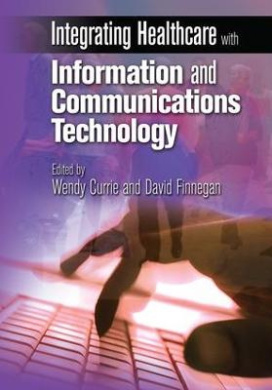 Integrating Healthcare with
Information and
Communications
Technology
Edited by
Wendy Currie and David Finnegan